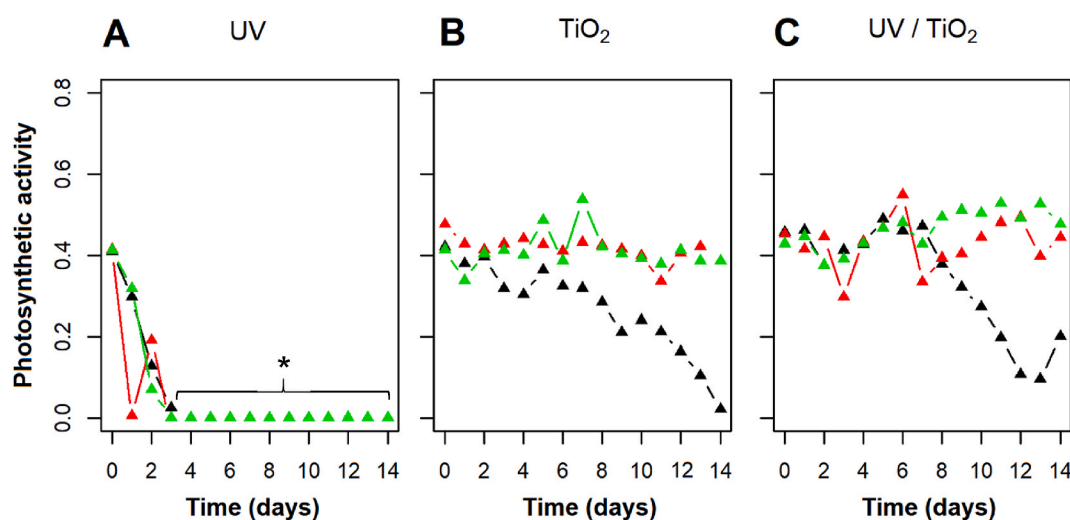 A UV
B TiO₂
C UV / TiO₂
Photosynthetic activity
0.8
0.6
0.4
0.2
0.0
*
0 2 4 6 8 10 12 14
0 2 4 6 8 10 12 14
0 2 4 6 8 10 12 14
Time (days)
Time (days)
Time (days)